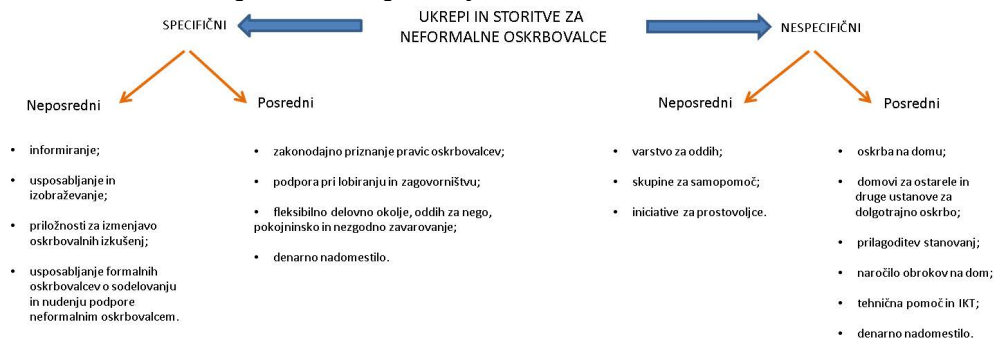 UKREPI IN STORITVE ZA
NEFORMALNE OSKRBOVALCE
SPECIFIČNI
NESPECIFIČNI
Neposredni
Posredni
Neposredni
Posredni
• informiranje;
• usposabljanje in
izobraževanje;
• priložnosti za izmenjavo
oskrbovalnih izkušenj;
• usposabljanje formalnih
oskrbovalcev o sodelovanju
in nudenju podpore
neformalnim oskrbovalcem.
• zakonodajno priznanje pravic oskrbovalcev;
• podpora pri lobiranju in zagovorništvu;
• fleksibilno delovno okolje, oddih za nego,
pokojninsko in nezgodno zavarovanje;
• denarno nadomestilo.
• varstvo za oddih;
• skupine za samopomoč;
• iniciative za prostovoljce.
• oskrba na domu;
• domovi za ostarele in
druge ustanove za
dolgotrajno oskrbo;
• prilagoditev stanovanj;
• naročilo obrokov na dom;
• tehnična pomoč in IKT;
• denarno nadomestilo.